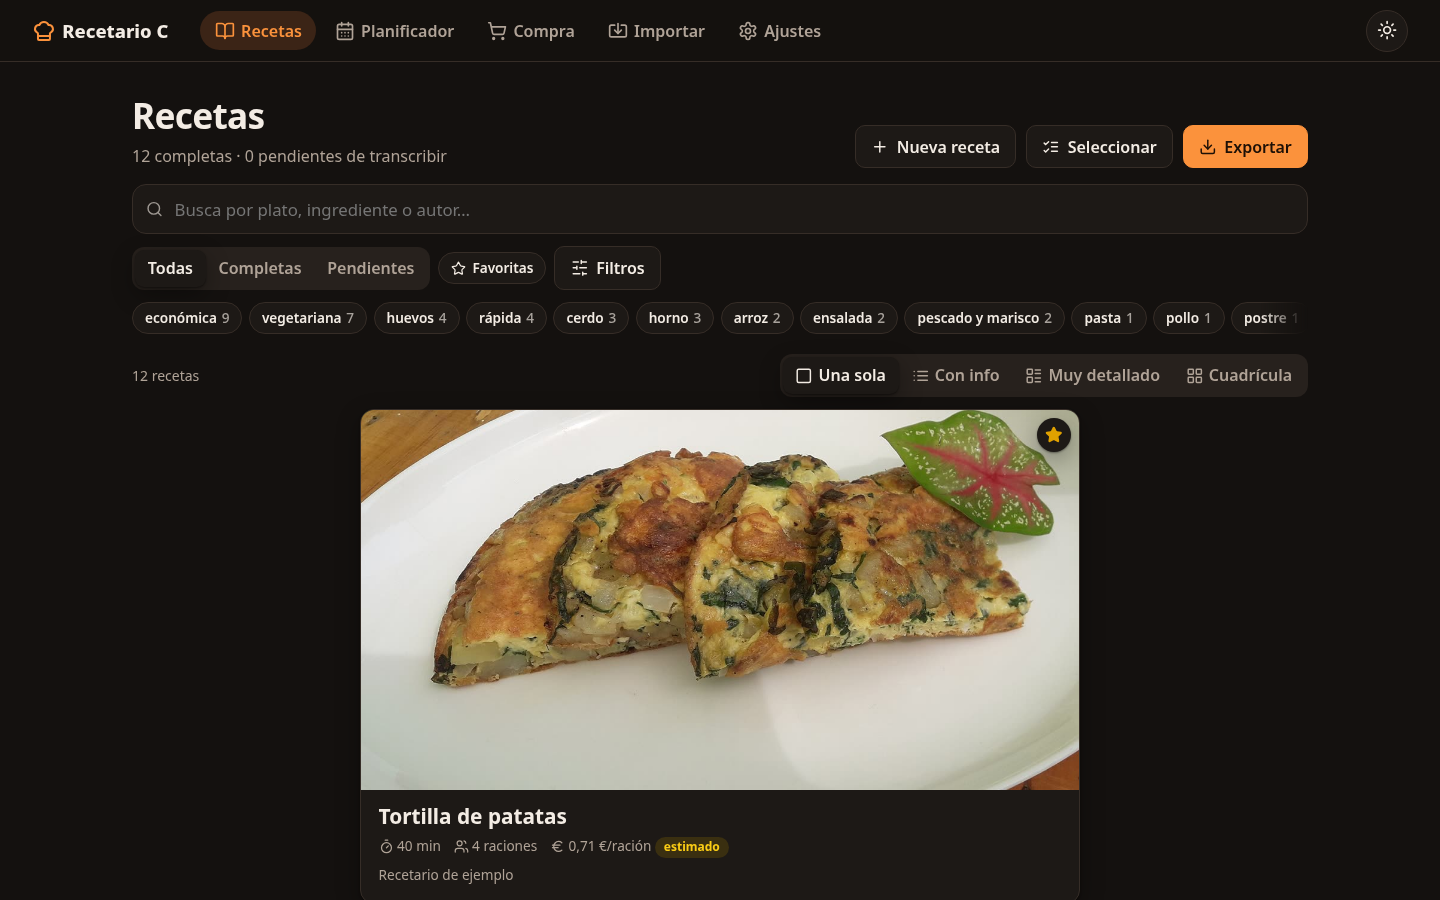 Recetario C
Recetas
Planificador
Compra
Importar
Ajustes
Recetas
12 completas · 0 pendientes de transcribir
Nueva receta
Seleccionar
Exportar
Busca por plato, ingrediente o autor...
Todas
Completas
Pendientes
Favoritas
Filtros
económica 9
vegetariana 7
huevos 4
rápida 4
cerdo 3
horno 3
arroz 2
ensalada 2
pescado y marisco 2
pasta 1
pollo 1
postre 1
12 recetas
Una sola
Con info
Muy detallado
Cuadrícula
Tortilla de patatas
40 min
4 raciones
€ 0,71 €/ración
estimado
Recetario de ejemplo